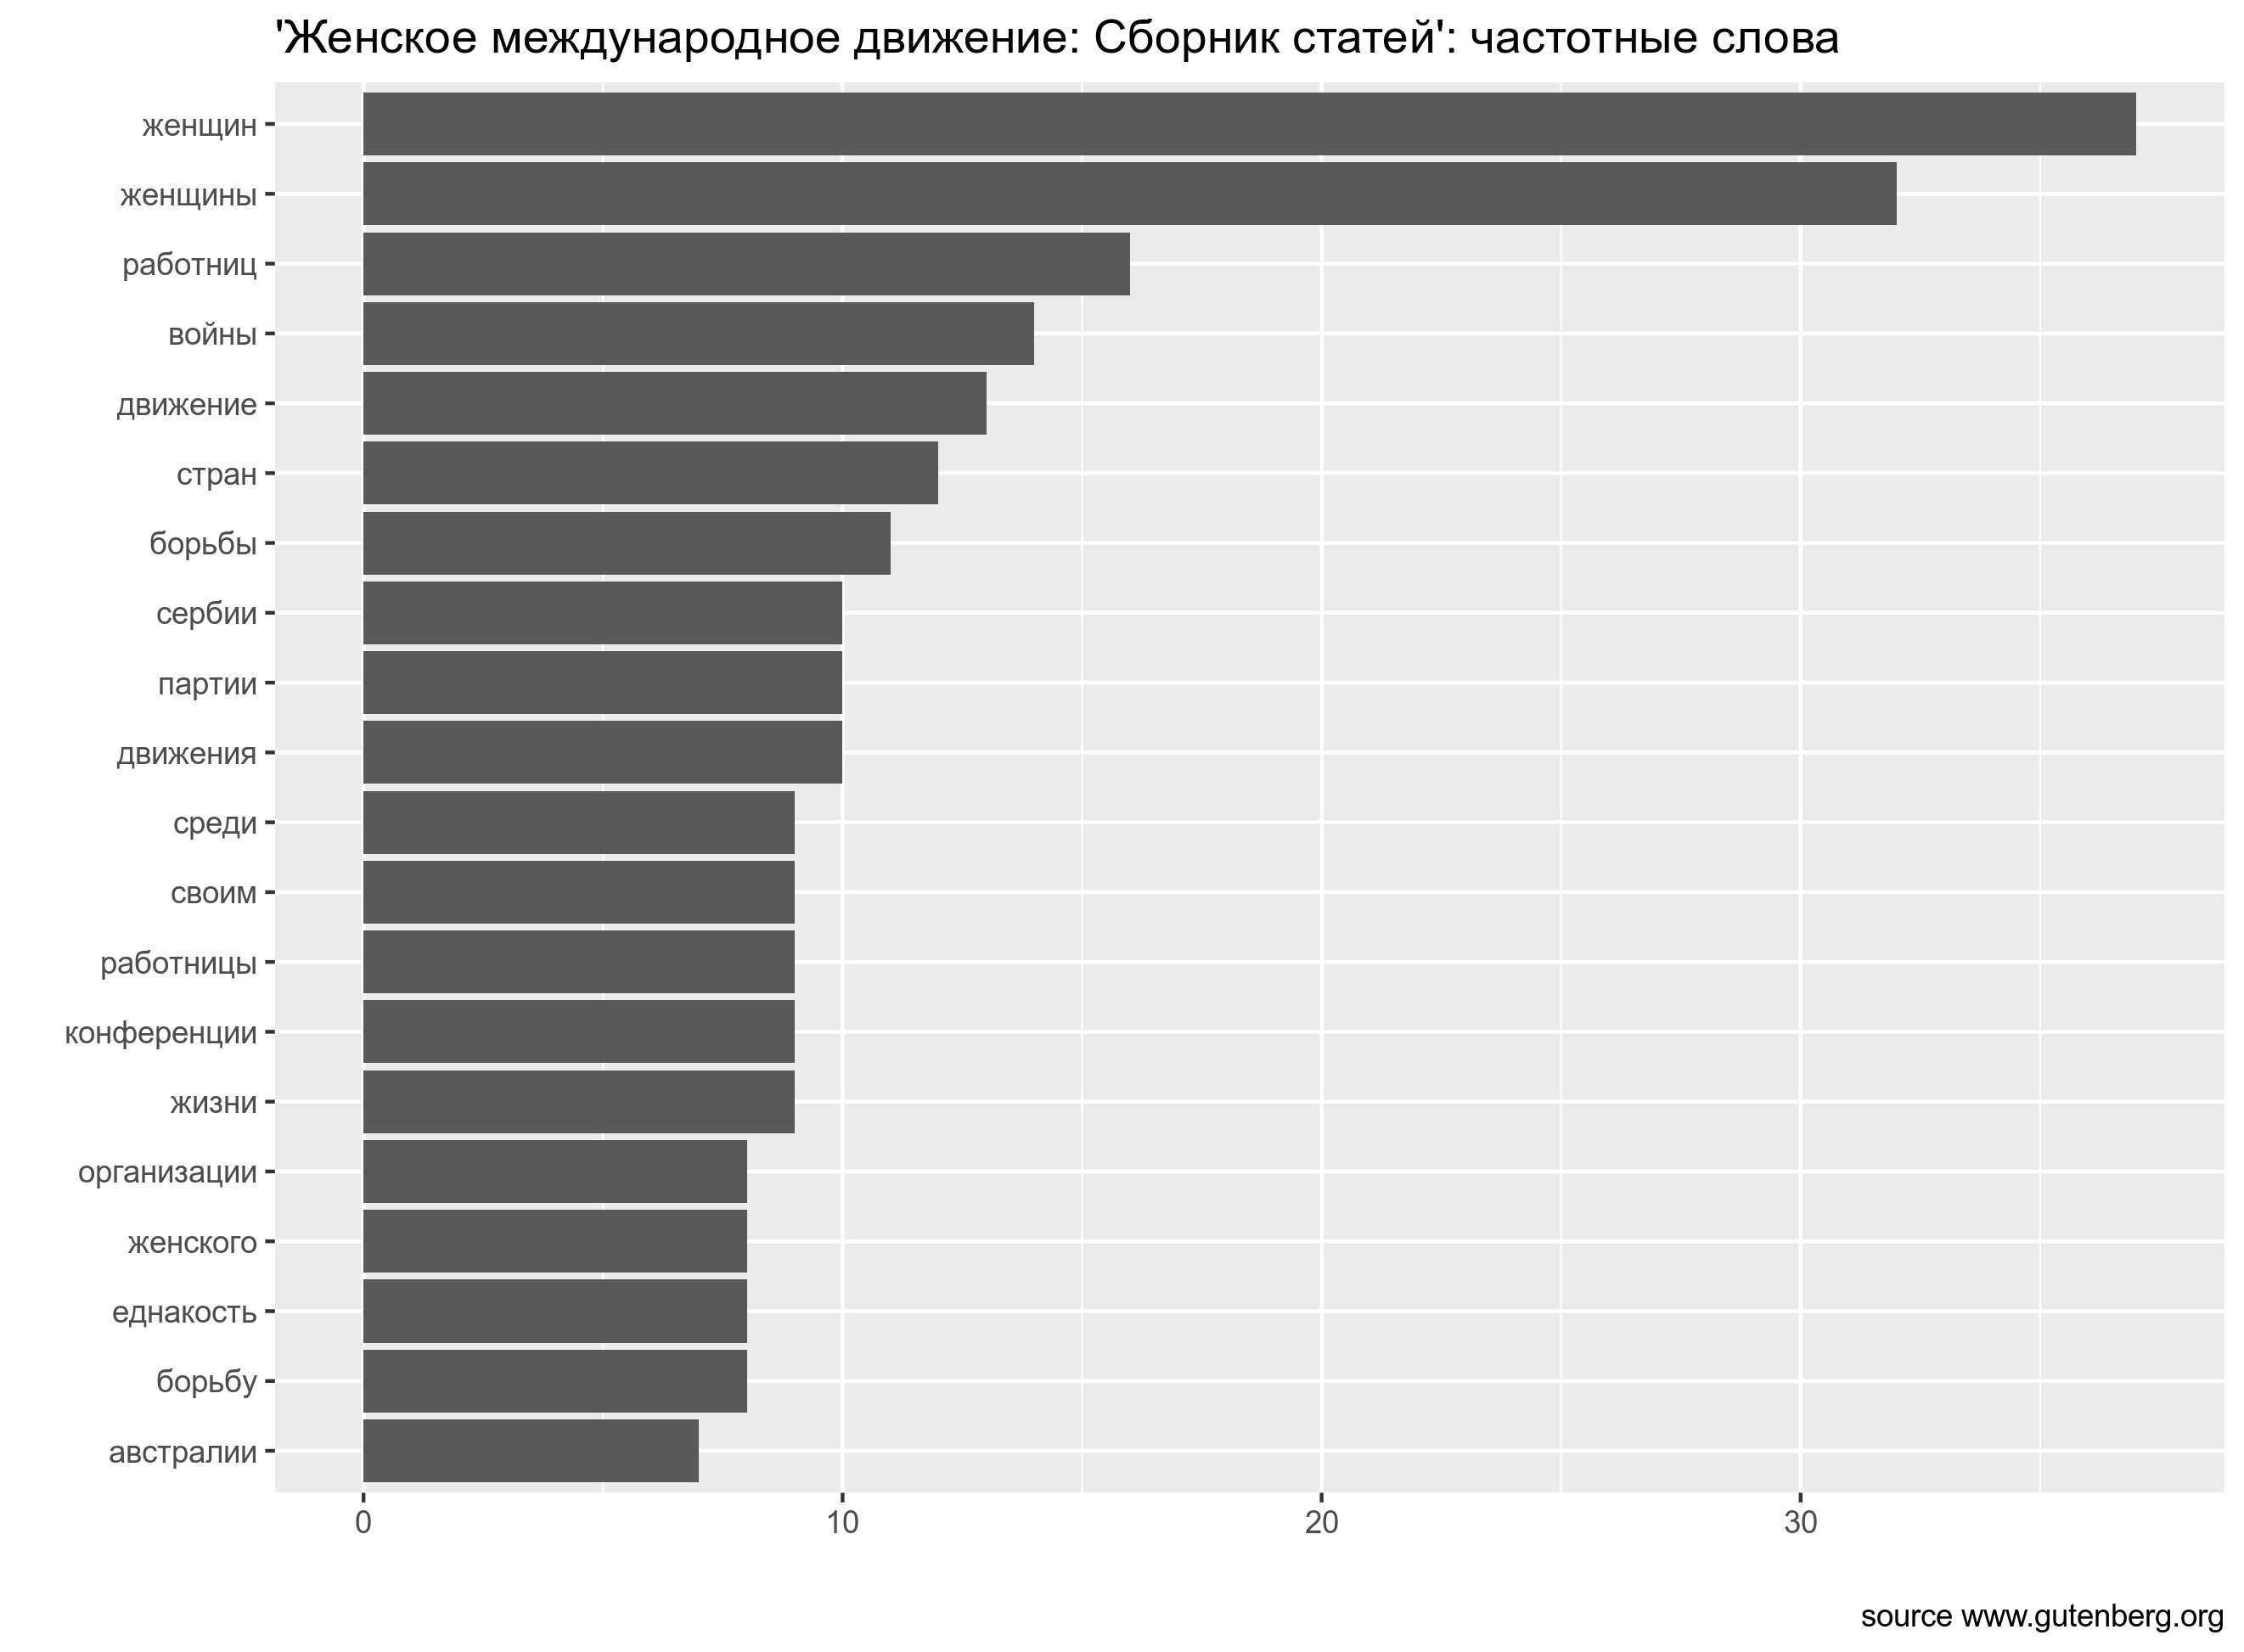 'Женское международное движение: Сборник статей': частотные слова
женщин
женщины
работниц
войны
движение
стран
борьбы
сербии
партии
движения
среди
своим
работницы
конференции
жизни
организации
женского
еднакость
борьбу
австралии
0 10 20 30
source www.gutenberg.org